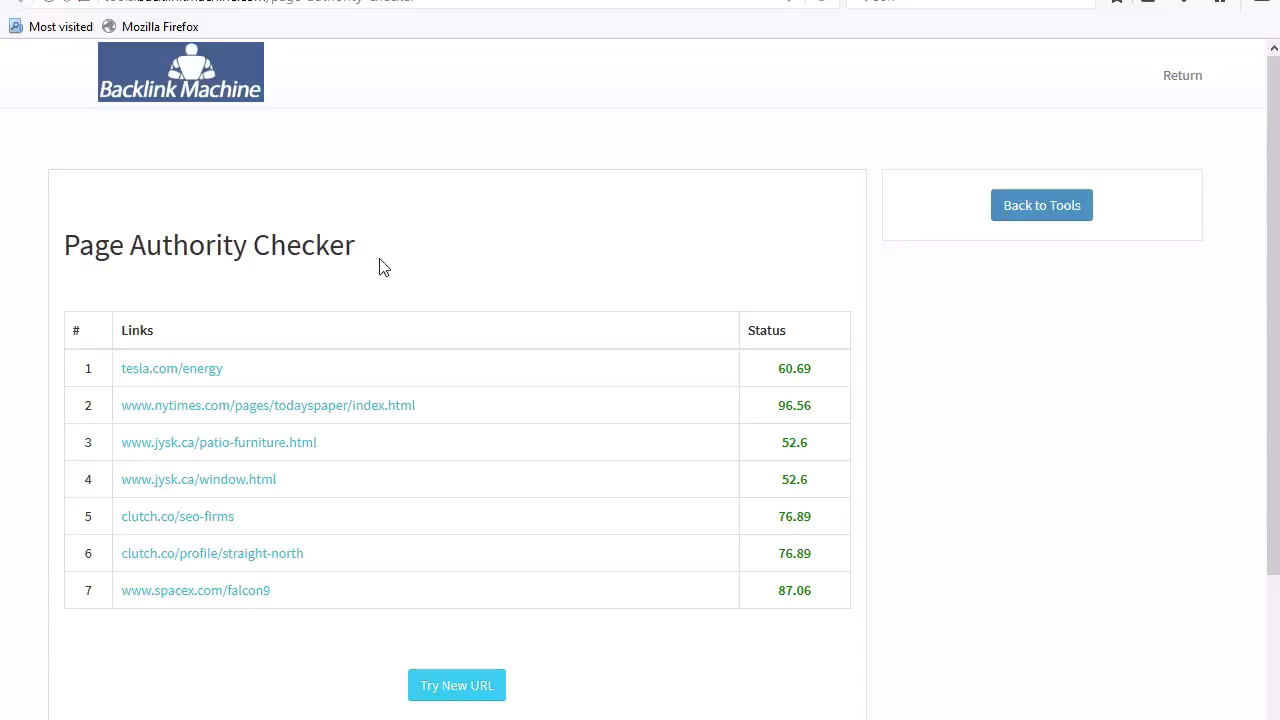 Most visited Mozilla Firefox
Backlink Machine
Return
Back to Tools
Page Authority Checker
# Links Status
1 tesla.com/energy 60.69
2 www.nytimes.com/pages/todayspaper/index.html 96.56
3 www.jysk.ca/patio-furniture.html 52.6
4 www.jysk.ca/window.html 52.6
5 clutch.co/seo-firms 76.89
6 clutch.co/profile/straight-north 76.89
7 www.spacex.com/falcon9 87.06
Try New URL